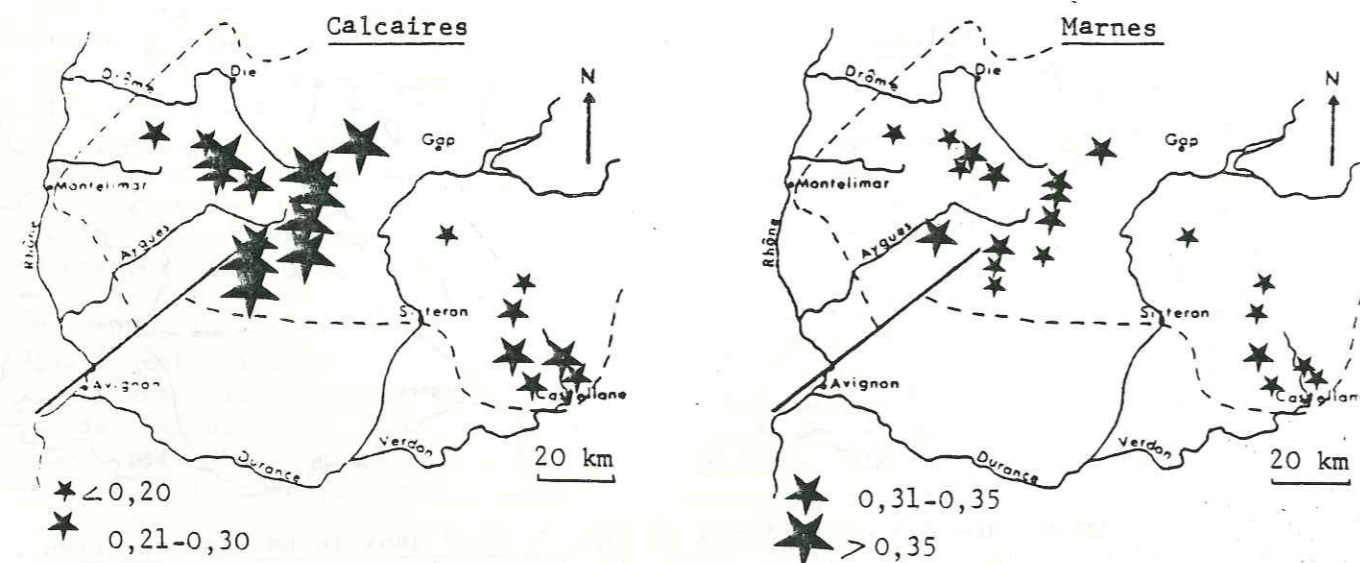 Calcaires
Drôme
Die
N
Gap
Montelimar
Aygues
Rhône
Sisteron
Avignon
Castellane
Verdon
Durance
20 km
<0,20
0,21-0,30
Marnes
Drôme
Die
N
Gap
Montelimar
Aygues
Rhône
Sisteron
Avignon
Castellane
Verdon
Durance
20 km
0,31-0,35
>0,35